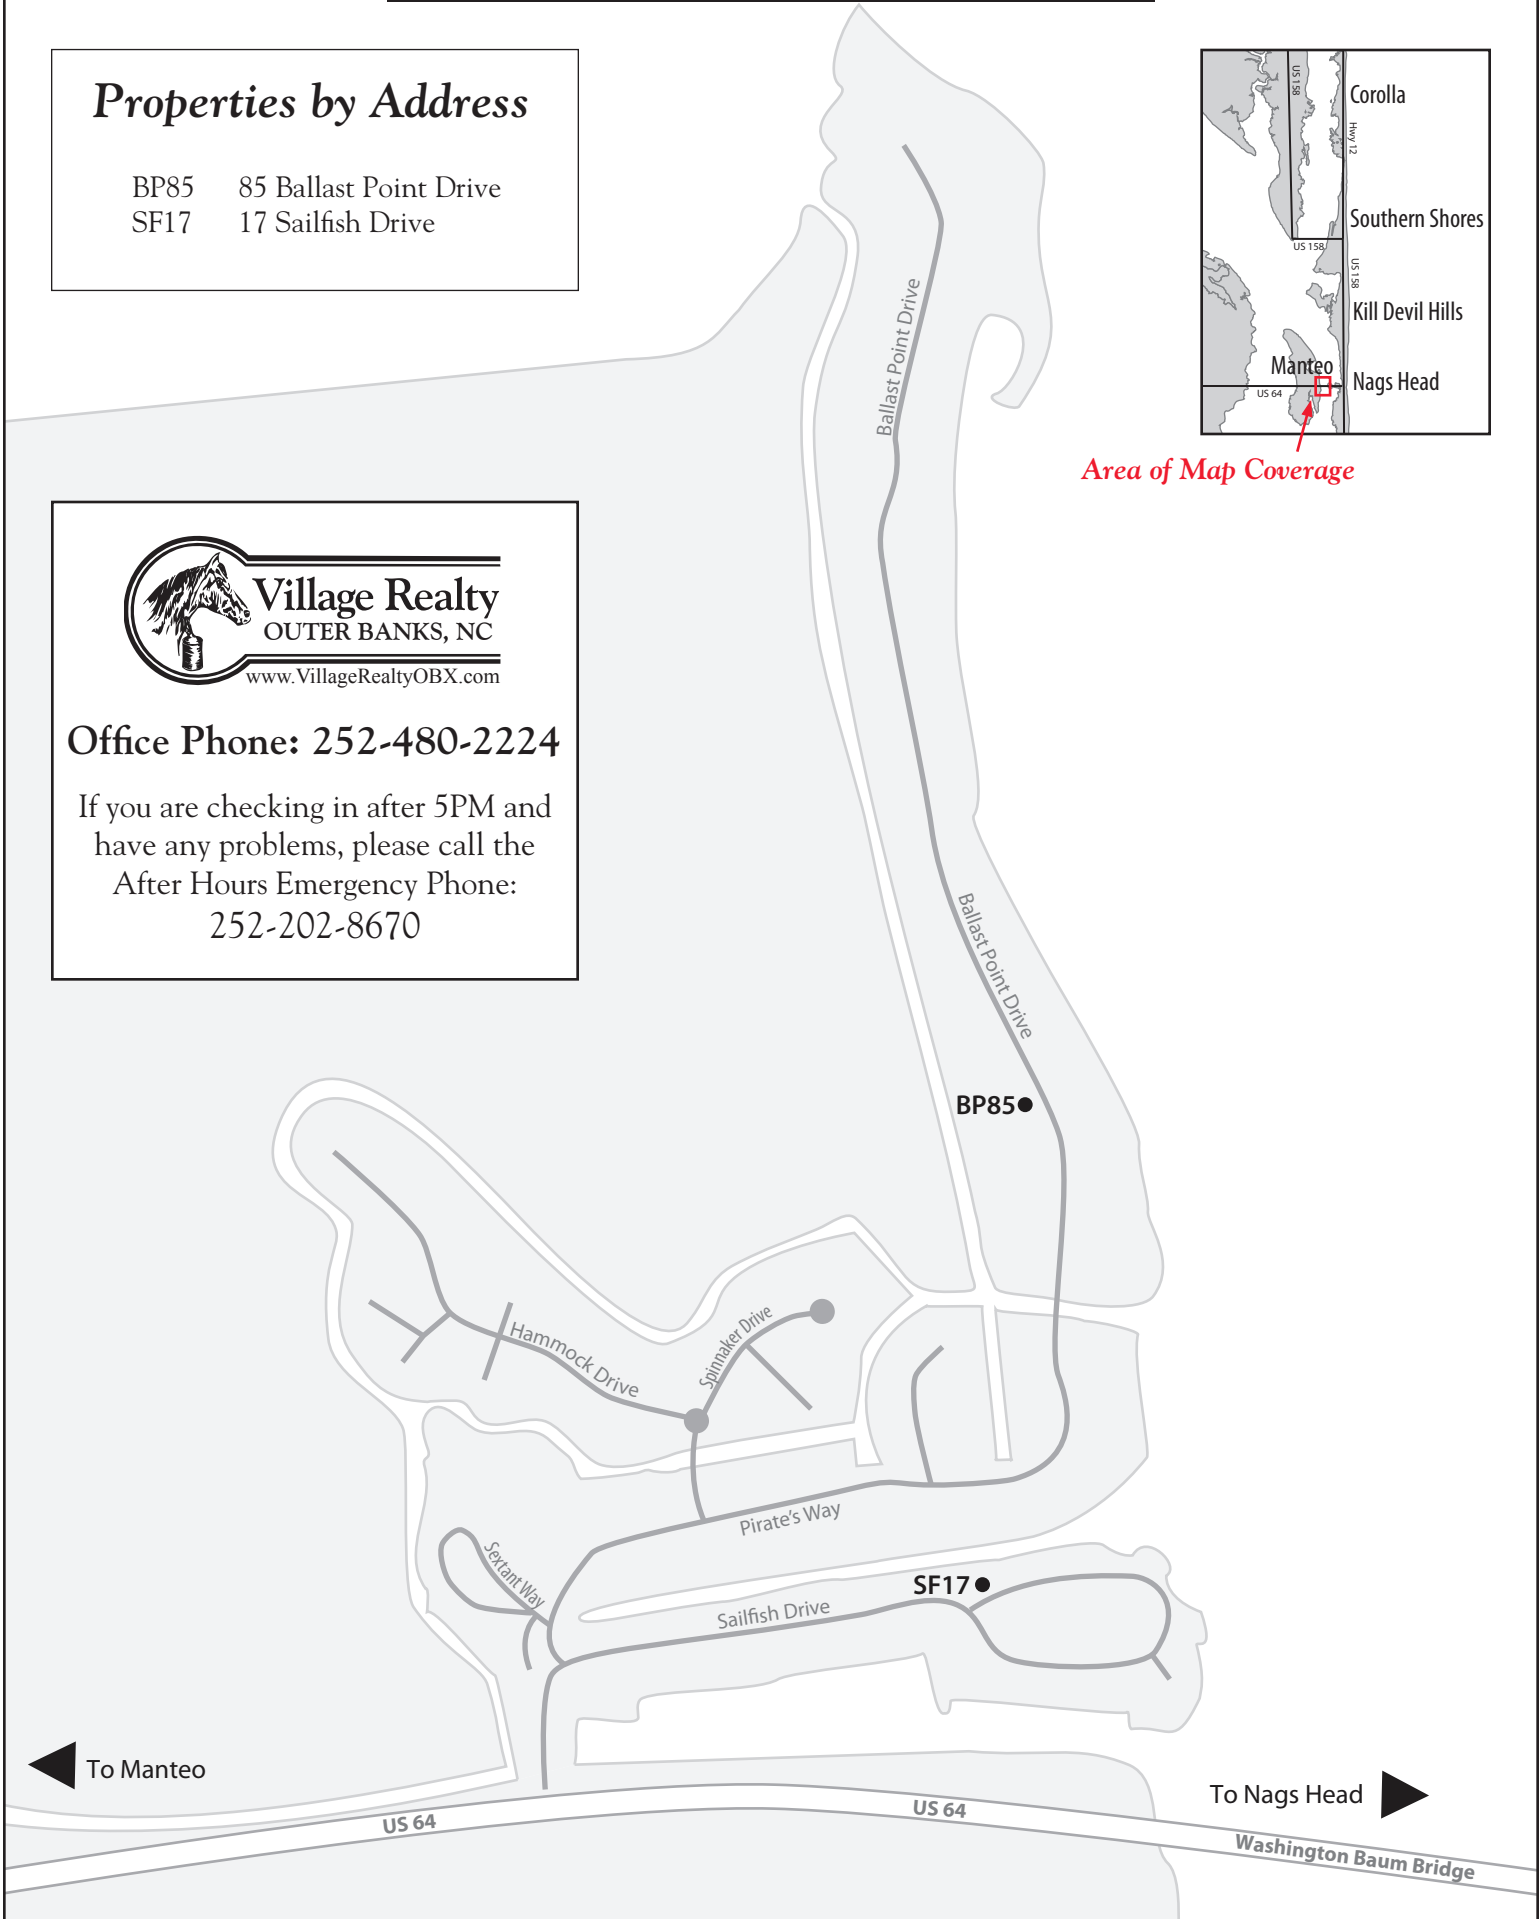 Properties by Address
BP85 85 Ballast Point Drive
SF17 17 Sailfish Drive
US 158
Corolla
Hwy 12
Southern Shores
US 158
US 158
Kill Devil Hills
Manteo
Nags Head
US 64
Area of Map Coverage
Village Realty
OUTER BANKS, NC
www.VillageRealtyOBX.com
Office Phone: 252-480-2224
If you are checking in after 5PM and
have any problems, please call the
After Hours Emergency Phone:
252-202-8670
Ballast Point Drive
Ballast Point Drive
BP85
Hammock Drive
Spinnaker Drive
Pirate's Way
Sextant Way
SF17
Sailfish Drive
To Manteo
To Nags Head
US 64
US 64
Washington Baum Bridge